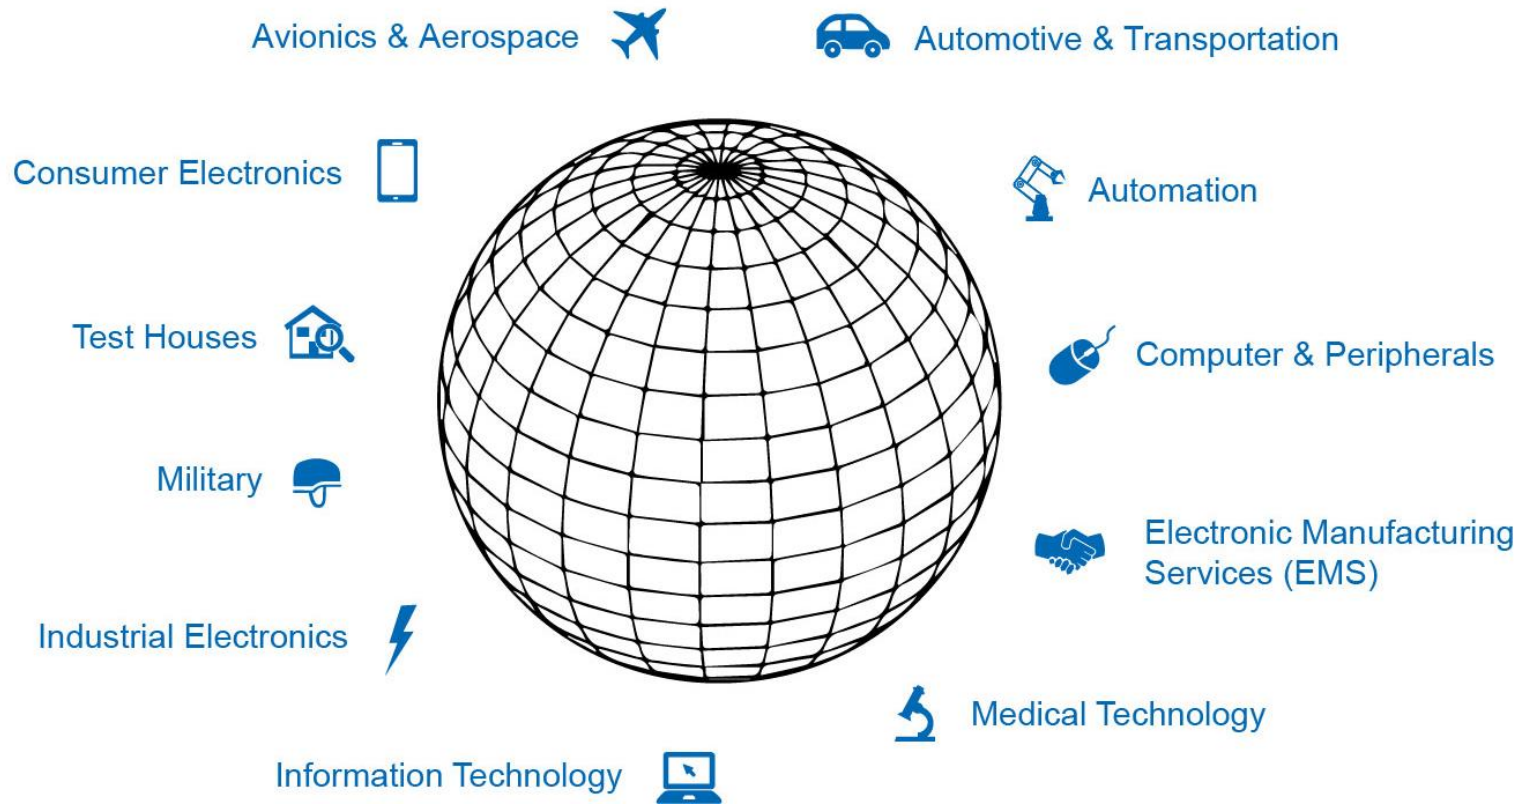 Avionics & Aerospace
Automotive & Transportation
Consumer Electronics
Automation
Test Houses
Computer & Peripherals
Military
Electronic Manufacturing
Services (EMS)
Industrial Electronics
Medical Technology
Information Technology